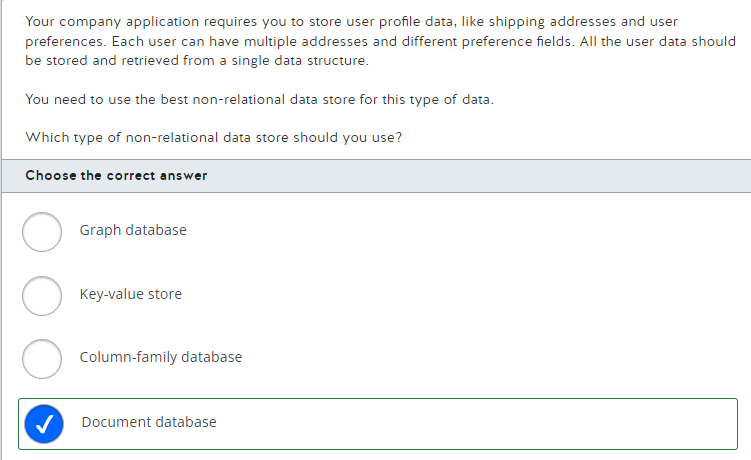 Your company application requires you to store user profile data, like shipping addresses and user
preferences. Each user can have multiple addresses and different preference fields. All the user data should
be stored and retrieved from a single data structure.
You need to use the best non-relational data store for this type of data.
Which type of non-relational data store should you use?
Choose the correct answer
Graph database
Key-value store
Column-family database
Document database